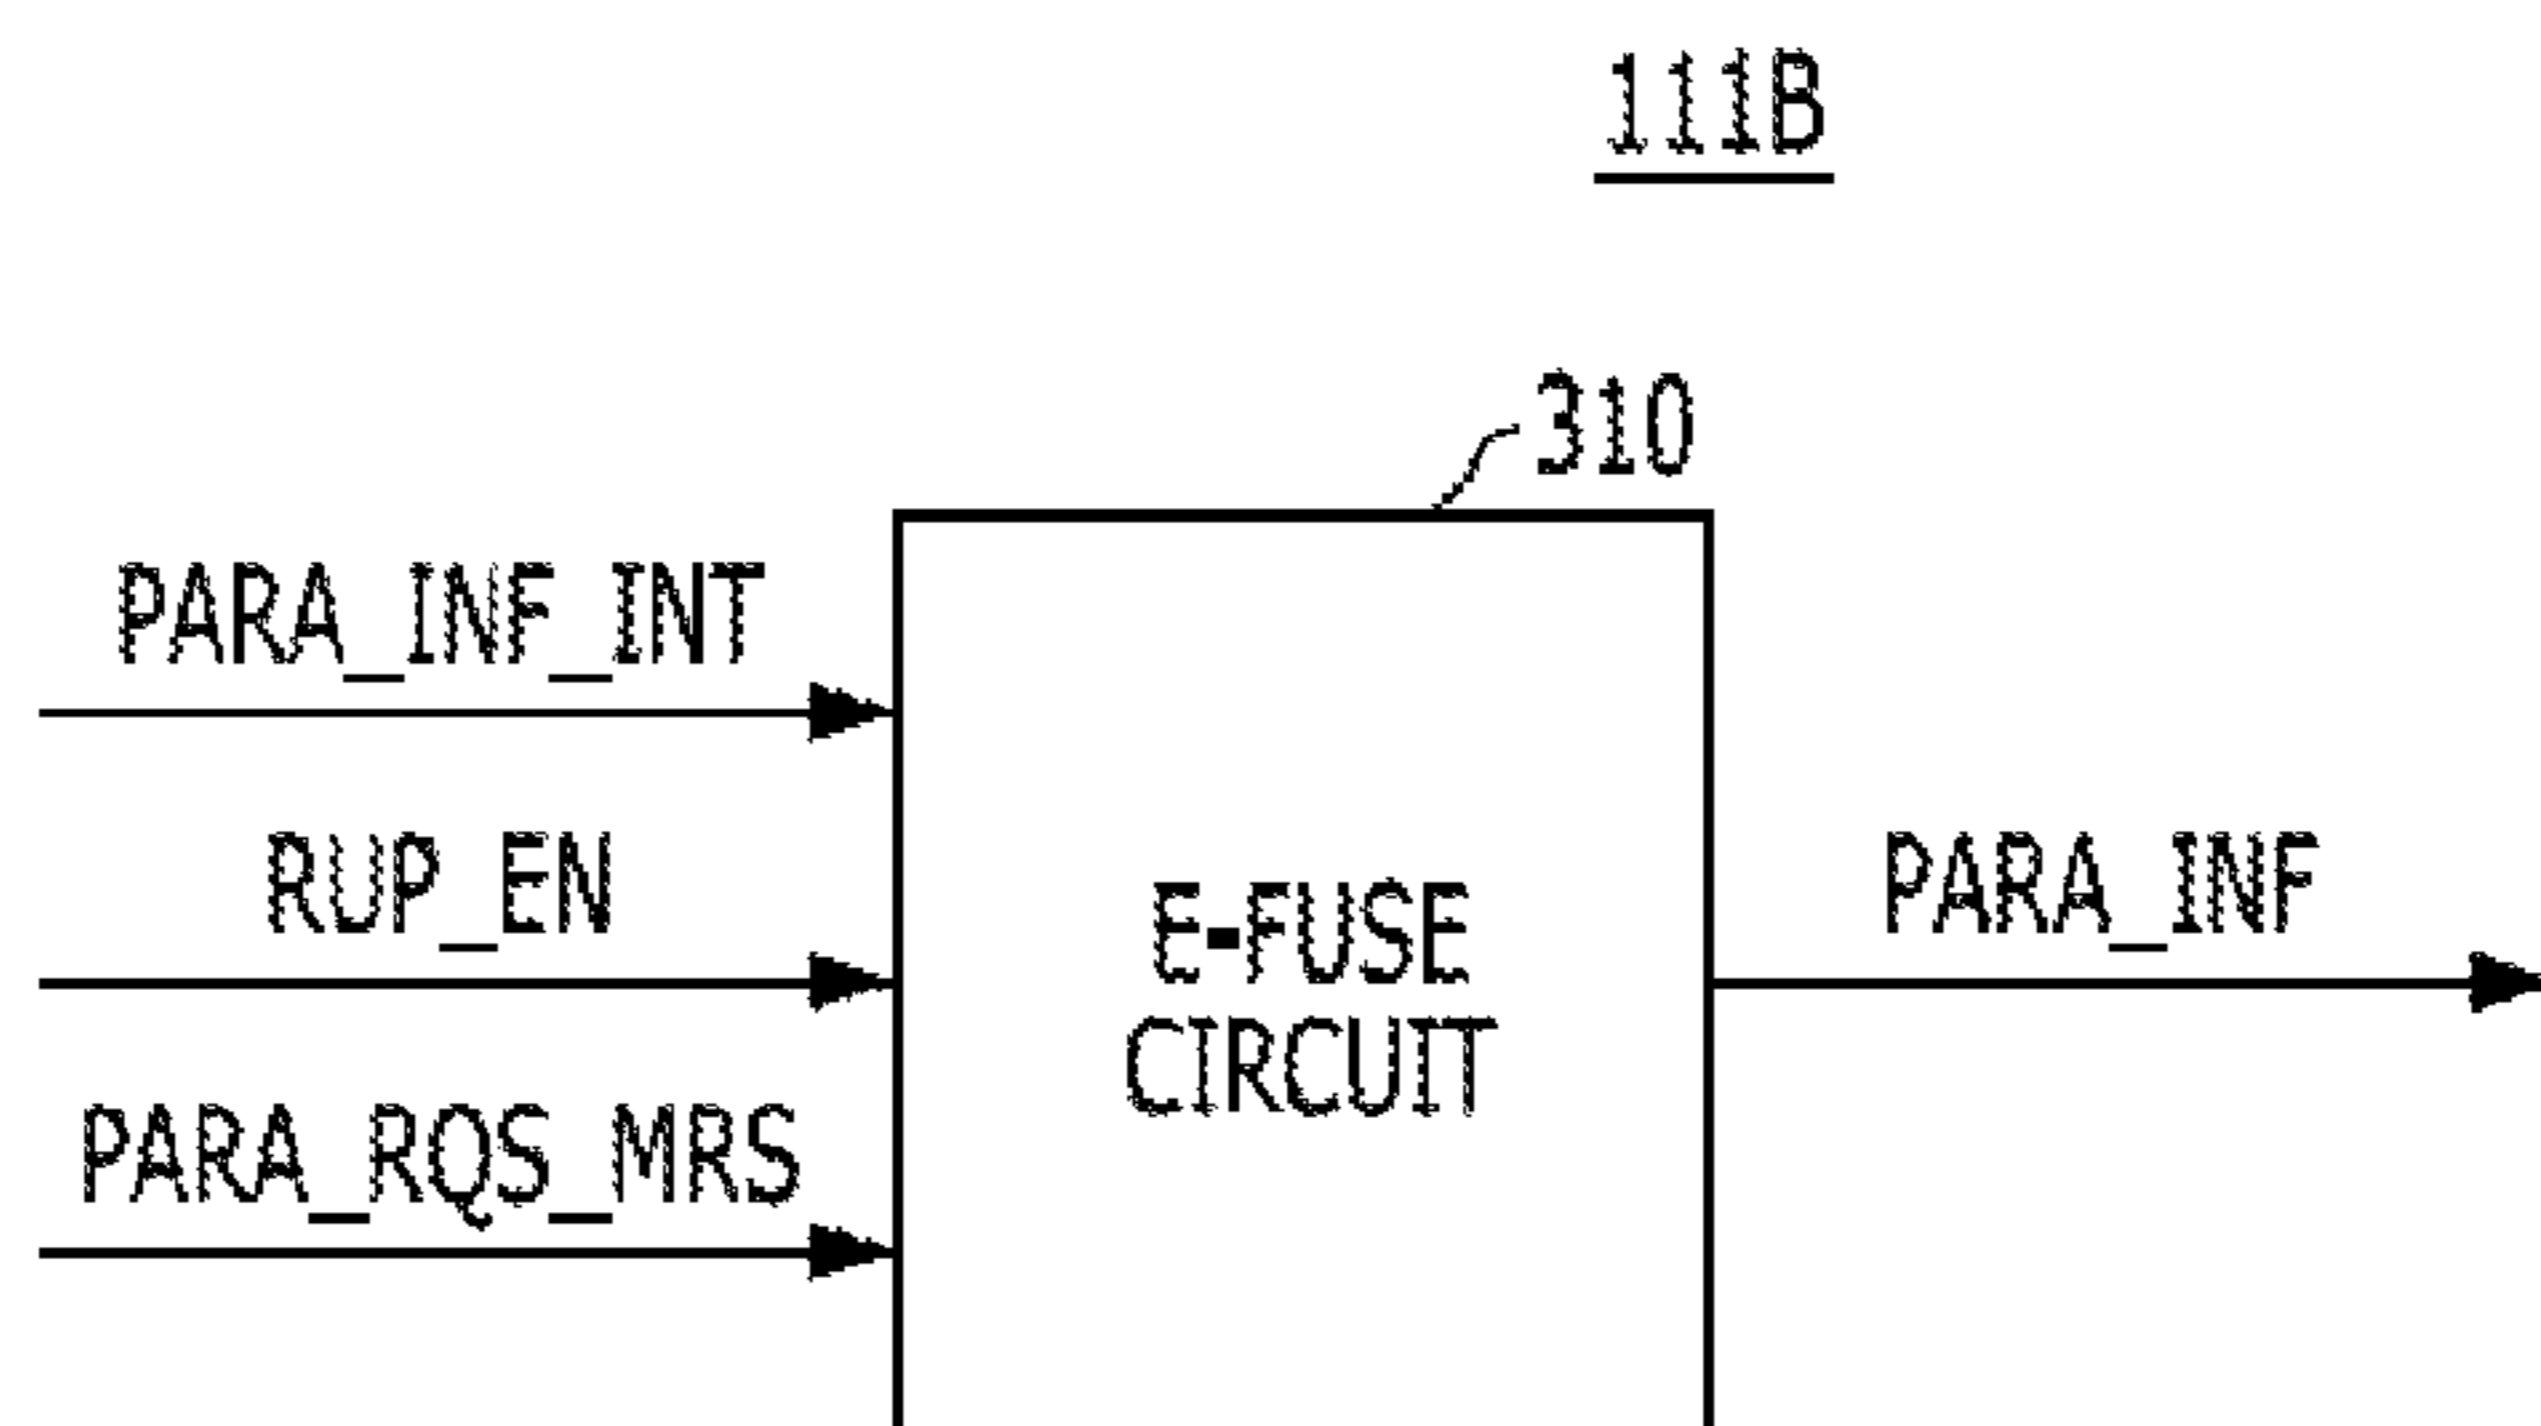 111B
310
PARA_INF_INT
RUP_EN
PARA_INF
E-FUSE
CIRCUIT
PARA_RQS_MRS